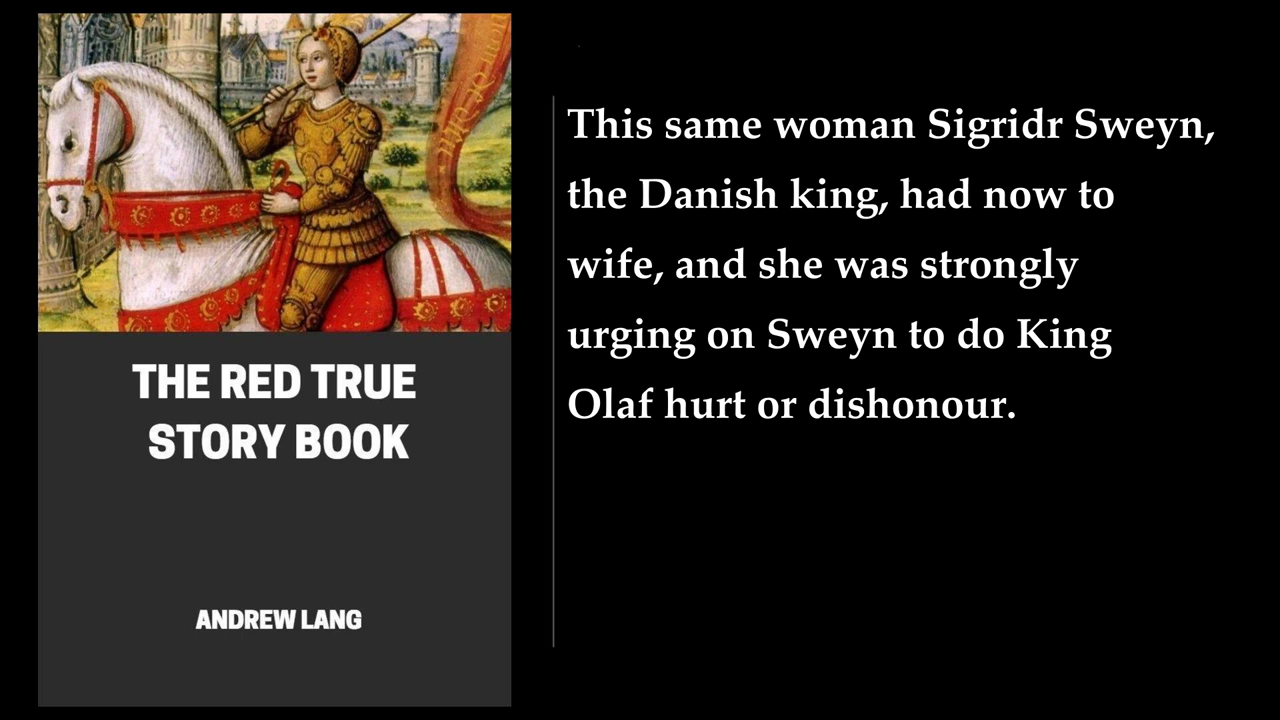 THE RED TRUE
STORY BOOK
ANDREW LANG
This same woman Sigridr Sweyn,
the Danish king, had now to
wife, and she was strongly
urging on Sweyn to do King
Olaf hurt or dishonour.